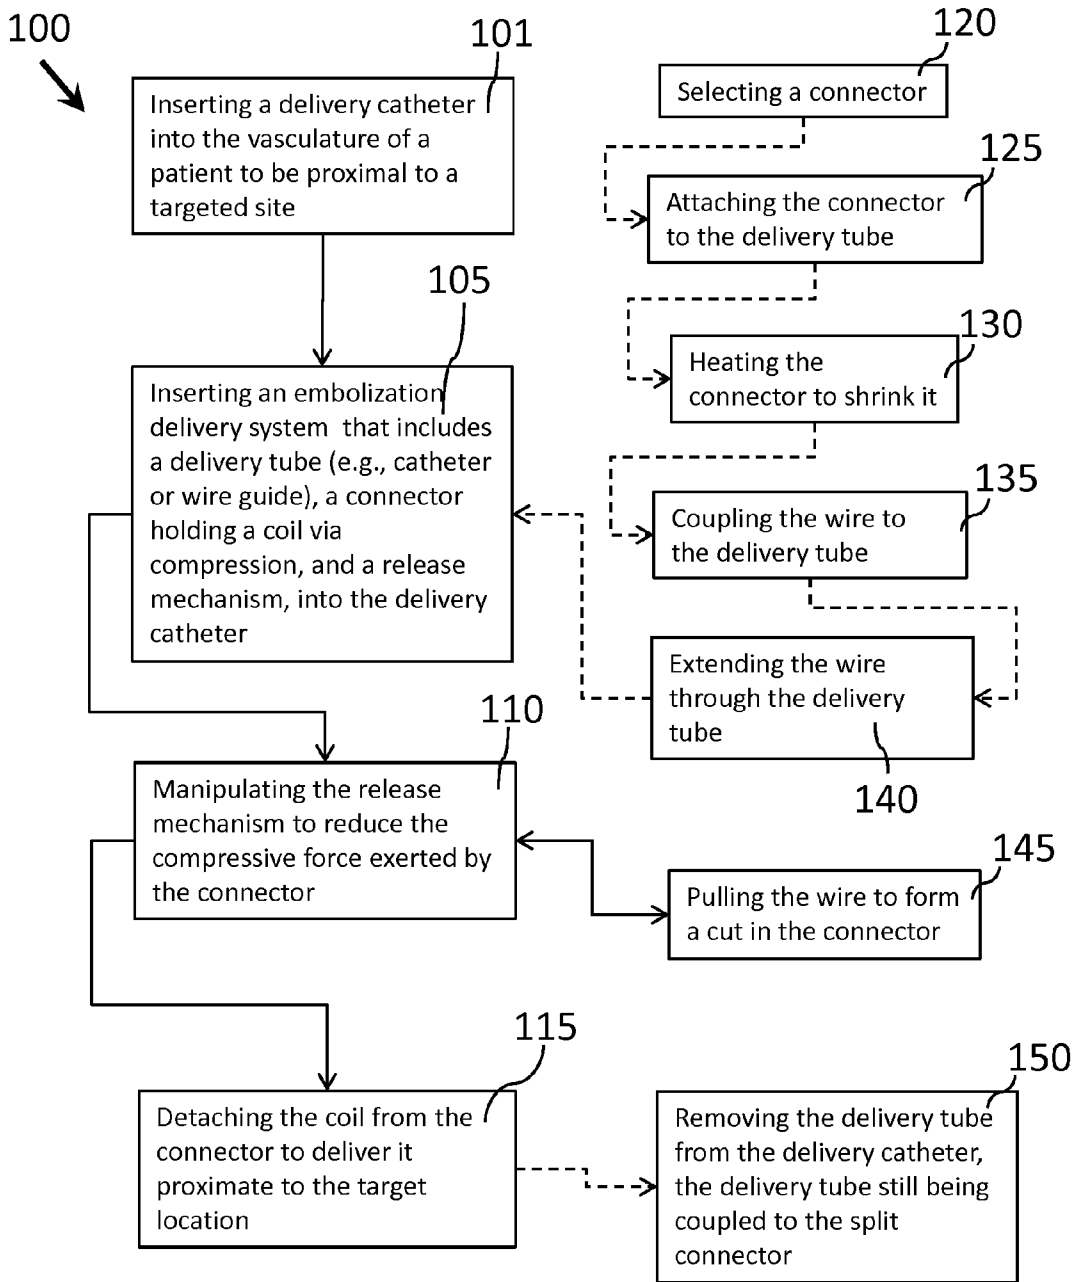 100
101
Inserting a delivery catheter
into the vasculature of a
patient to be proximal to a
targeted site
105
Inserting an embolization
delivery system that includes
a delivery tube (e.g., catheter
or wire guide), a connector
holding a coil via
compression, and a release
mechanism, into the delivery
catheter
110
Manipulating the release
mechanism to reduce the
compressive force exerted by
the connector
115
Detaching the coil from the
connector to deliver it
proximate to the target
location
120
Selecting a connector
125
Attaching the connector
to the delivery tube
130
Heating the
connector to shrink it
135
Coupling the wire to
the delivery tube
Extending the wire
through the delivery
tube
140
145
Pulling the wire to form
a cut in the connector
150
Removing the delivery tube
from the delivery catheter,
the delivery tube still being
coupled to the split
connector